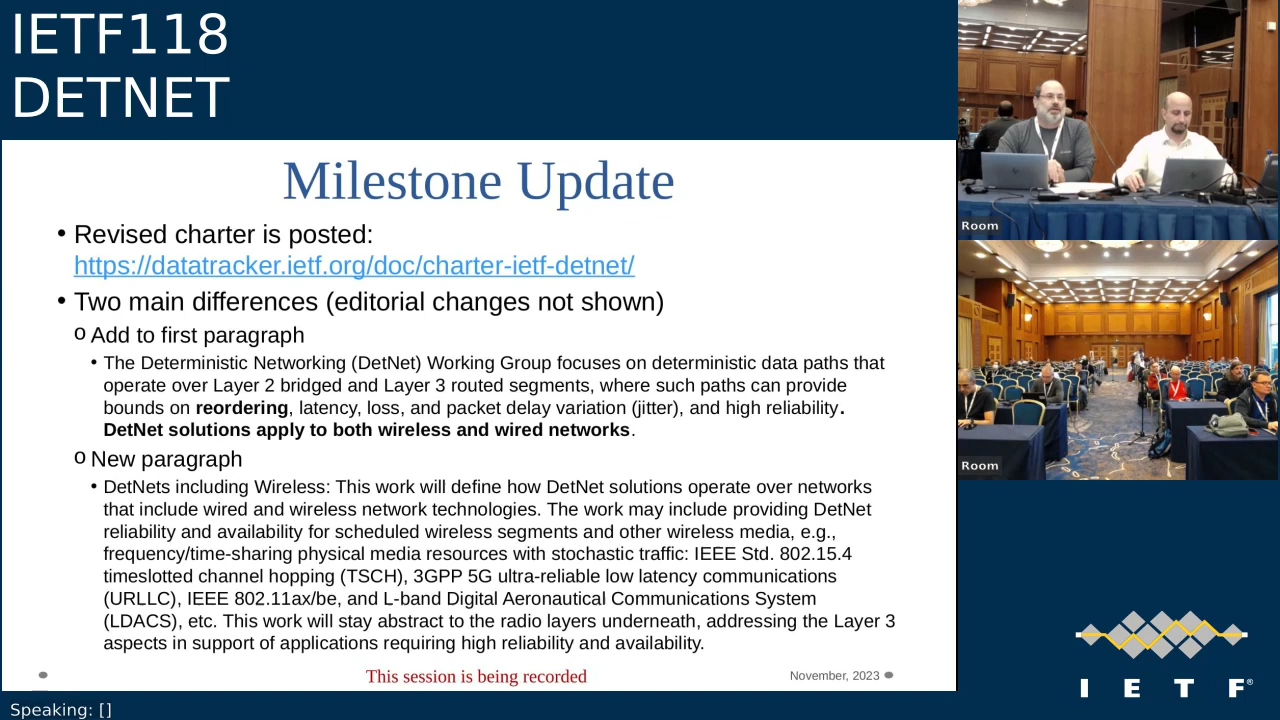 IETF118
DETNET
Milestone Update
• Revised charter is posted:
https://datatracker.ietf.org/doc/charter-ietf-detnet/
• Two main differences (editorial changes not shown)
o Add to first paragraph
• The Deterministic Networking (DetNet) Working Group focuses on deterministic data paths that
operate over Layer 2 bridged and Layer 3 routed segments, where such paths can provide
bounds on reordering, latency, loss, and packet delay variation (jitter), and high reliability.
DetNet solutions apply to both wireless and wired networks.
o New paragraph
• DetNets including Wireless: This work will define how DetNet solutions operate over networks
that include wired and wireless network technologies. The work may include providing DetNet
reliability and availability for scheduled wireless segments and other wireless media, e.g.,
frequency/time-sharing physical media resources with stochastic traffic: IEEE Std. 802.15.4
timeslotted channel hopping (TSCH), 3GPP 5G ultra-reliable low latency communications
(URLLC), IEEE 802.11ax/be, and L-band Digital Aeronautical Communications System
(LDACS), etc. This work will stay abstract to the radio layers underneath, addressing the Layer 3
aspects in support of applications requiring high reliability and availability.
This session is being recorded
November, 2023
Room
Room
I E T F®
Speaking: []